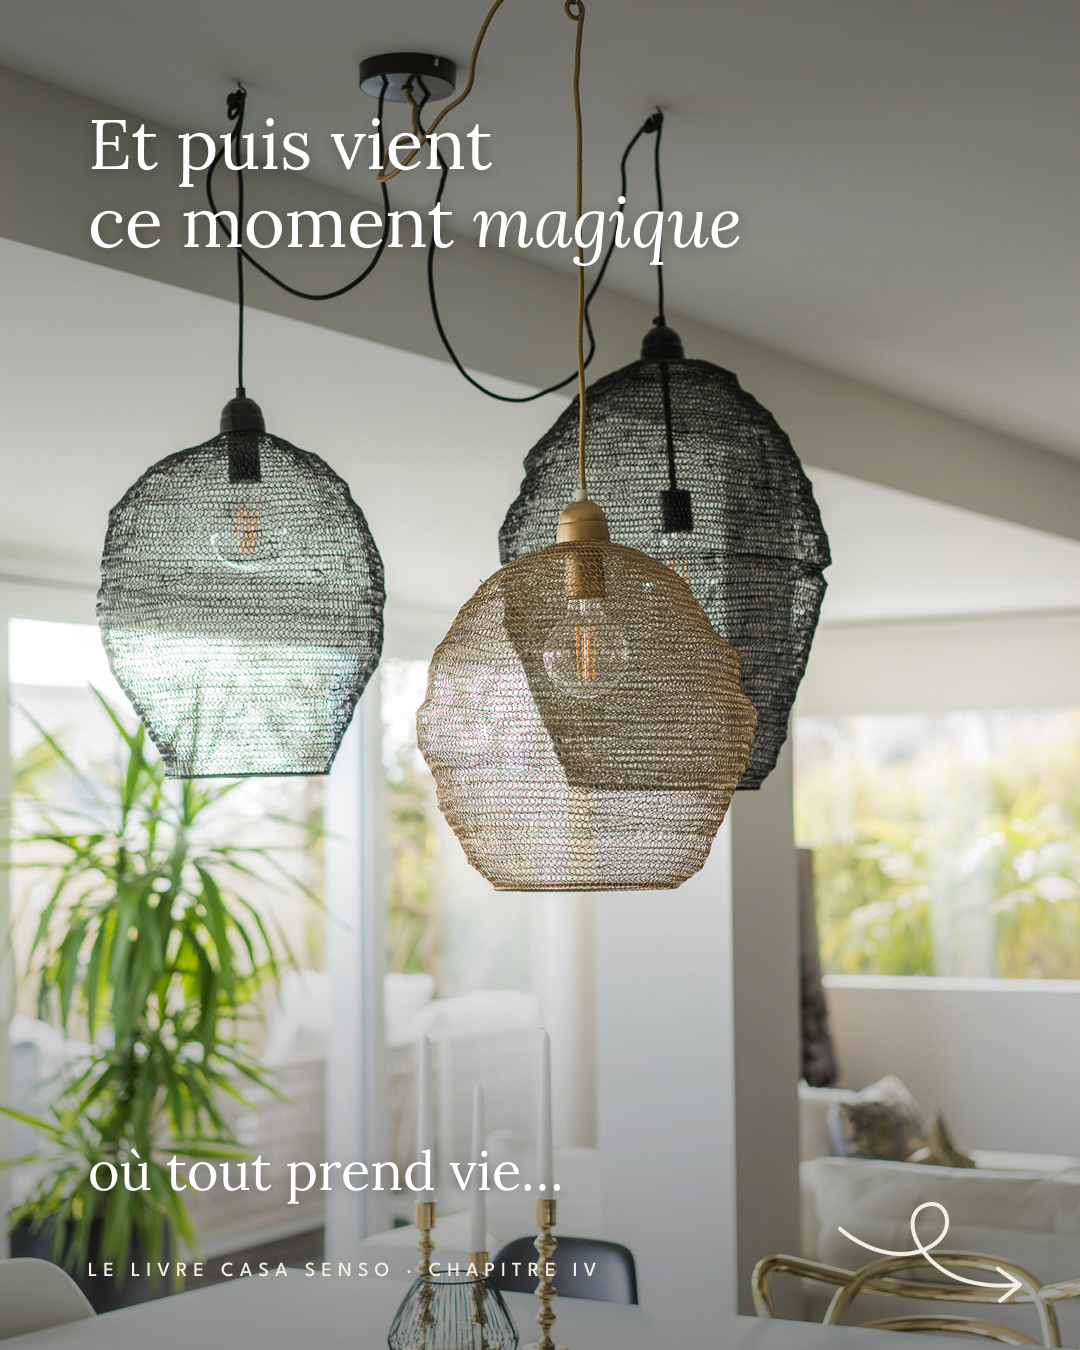 Et puis vient
ce moment magique
où tout prend vie...
LE LIVRE CASA SENSO · CHAPITRE IV